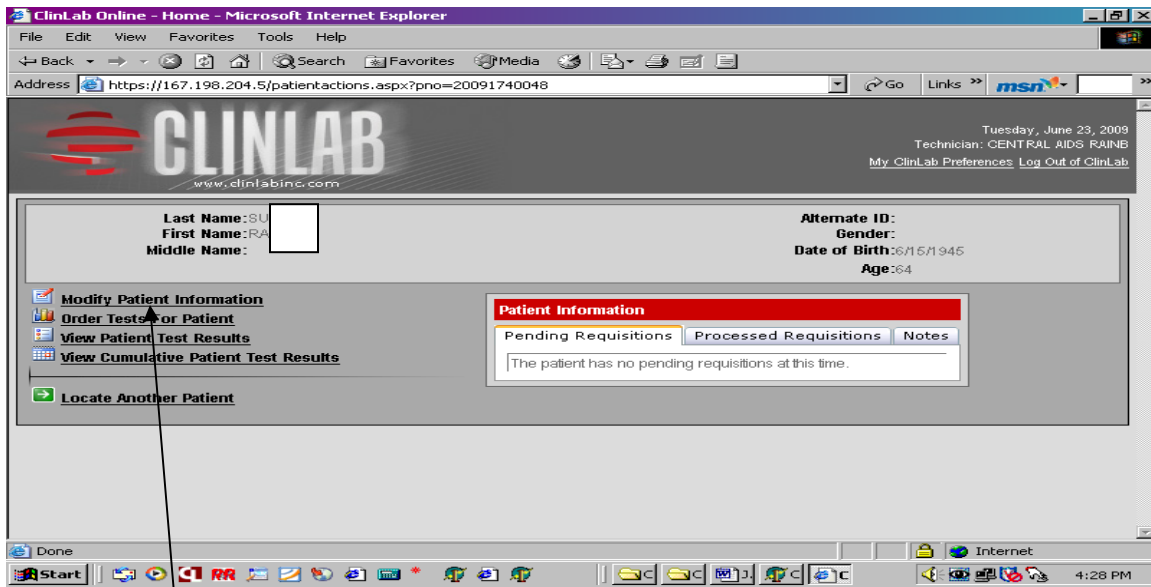 ClinLab Online - Home - Microsoft Internet Explorer
File Edit View Favorites Tools Help
Back Search Favorites Media
Address https://167.198.204.5/patientactions.aspx?pno=20091740048 Go Links » msn »
CLINLAB
www.clinlabinc.com
Tuesday, June 23, 2009
Technician: CENTRAL AIDS RAINB
My ClinLab Preferences Log Out of ClinLab
Last Name:SU
First Name:RA
Middle Name:
Alternate ID:
Gender:
Date of Birth:6/15/1945
Age:64
Modify Patient Information
Order Tests For Patient
View Patient Test Results
View Cumulative Patient Test Results
Locate Another Patient
Patient Information
Pending Requisitions Processed Requisitions Notes
The patient has no pending requisitions at this time.
Done Internet
Start RR C C J. C C 4:28 PM